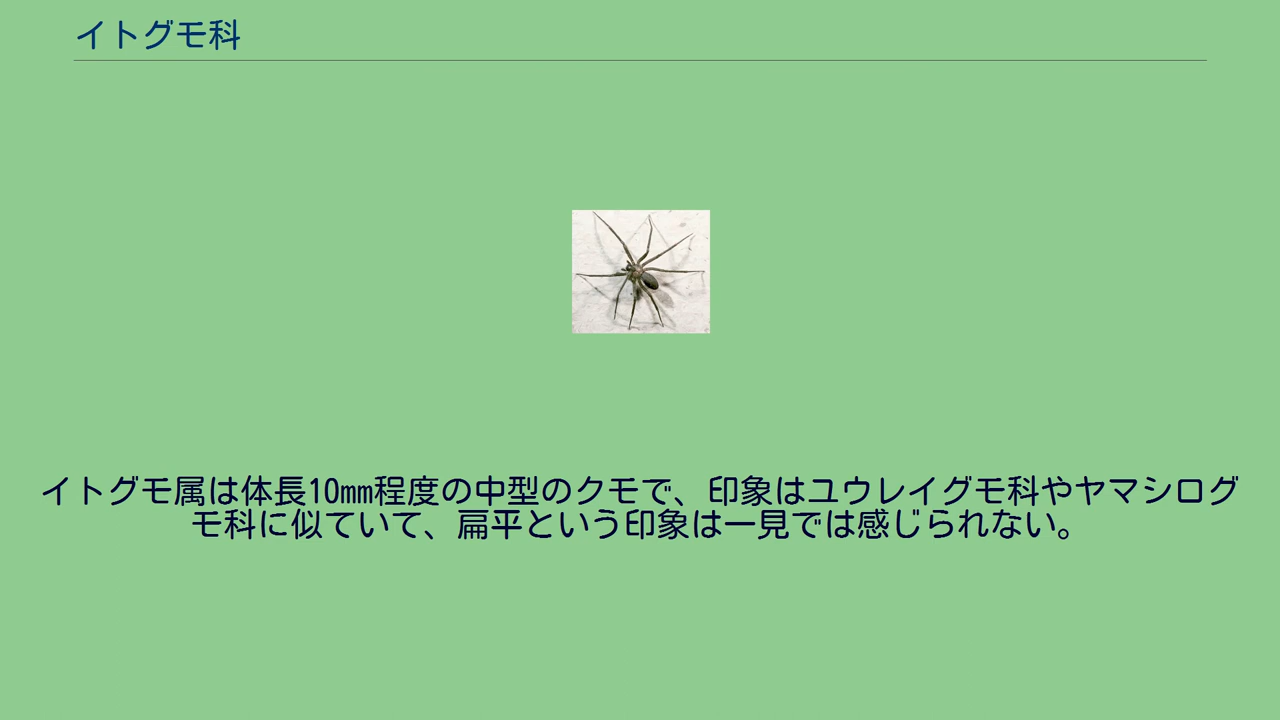 イトグモ科
イトグモ属は体長10mm程度の中型のクモで、印象はユウレイグモ科やヤマシログ
モ科に似ていて、扁平という印象は一見では感じられない。